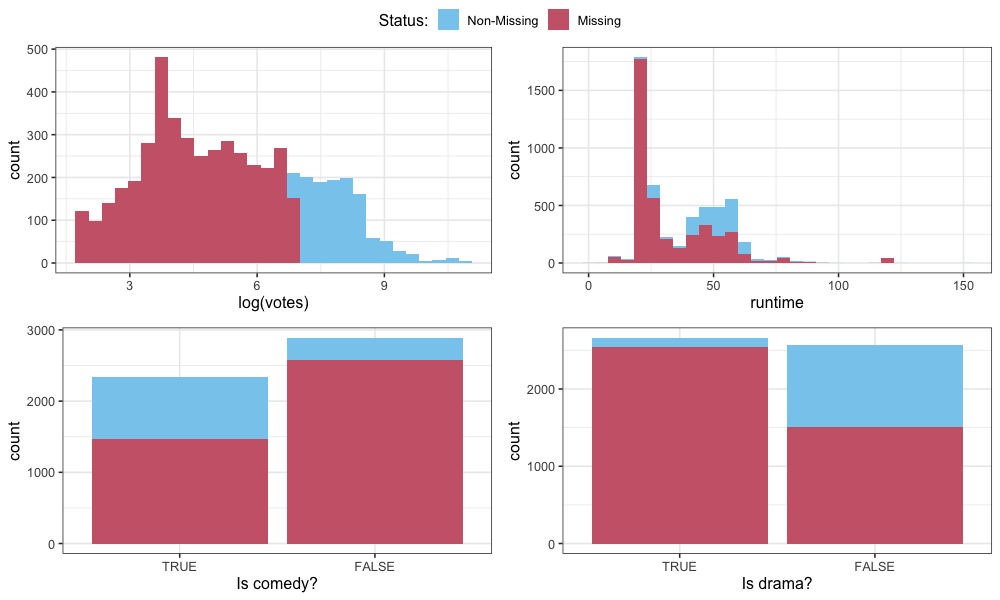 Status: Non-Missing Missing
500
400
300
200
100
0
count
3 6 9
log(votes)
1500
1000
500
0
count
0 50 100 150
runtime
3000
2000
1000
0
count
TRUE FALSE
Is comedy?
2000
1000
0
count
TRUE FALSE
Is drama?